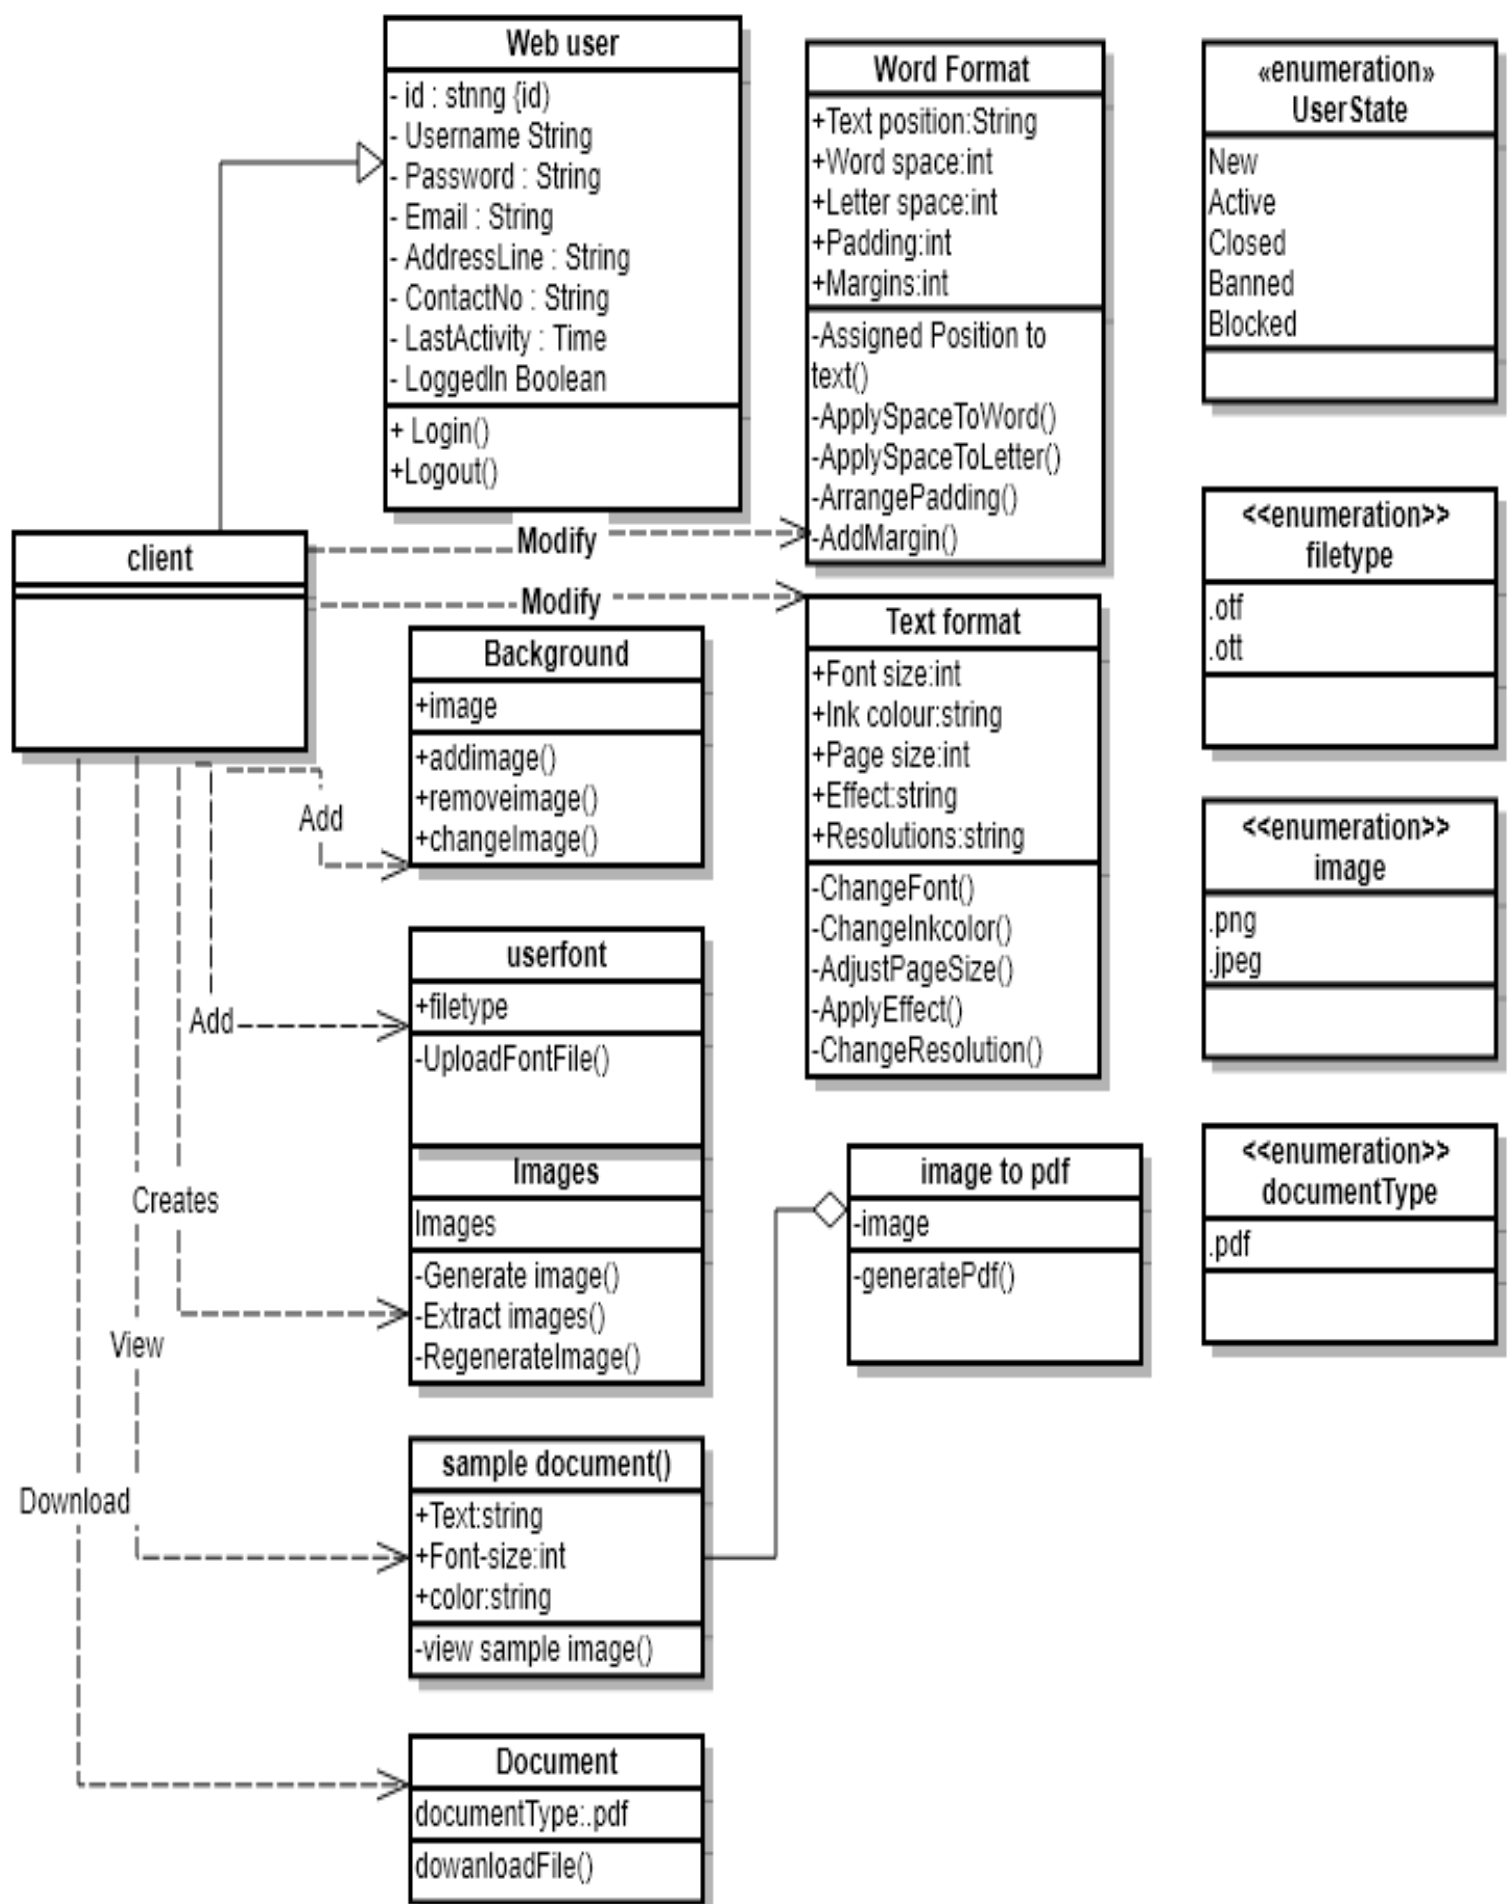 Web user
- id : stnng {id)
- Username String
- Password : String
- Email : String
- AddressLine : String
- ContactNo : String
- LastActivity : Time
- LoggedIn Boolean
+ Login()
+Logout()
Word Format
+Text position:String
+Word space:int
+Letter space:int
+Padding:int
+Margins:int
-Assigned Position to
text()
-ApplySpaceToWord()
-ApplySpaceToLetter()
-ArrangePadding()
-AddMargin()
«enumeration»
UserState
New
Active
Closed
Banned
Blocked
client
Modify
Modify
<<enumeration>>
filetype
.otf
.ott
Background
+image
+addimage()
+removeimage()
+changeImage()
Add
Text format
+Font size:int
+Ink colour:string
+Page size:int
+Effect:string
+Resolutions:string
-ChangeFont()
-ChangeInkcolor()
-AdjustPageSize()
-ApplyEffect()
-ChangeResolution()
<<enumeration>>
image
.png
.jpeg
userfont
+filetype
-UploadFontFile()
Add
Images
Images
-Generate image()
-Extract images()
-RegenerateImage()
Creates
image to pdf
-image
-generatePdf()
<<enumeration>>
documentType
.pdf
View
sample document()
+Text:string
+Font-size:int
+color:string
-view sample image()
Download
Document
documentType:.pdf
dowanloadFile()